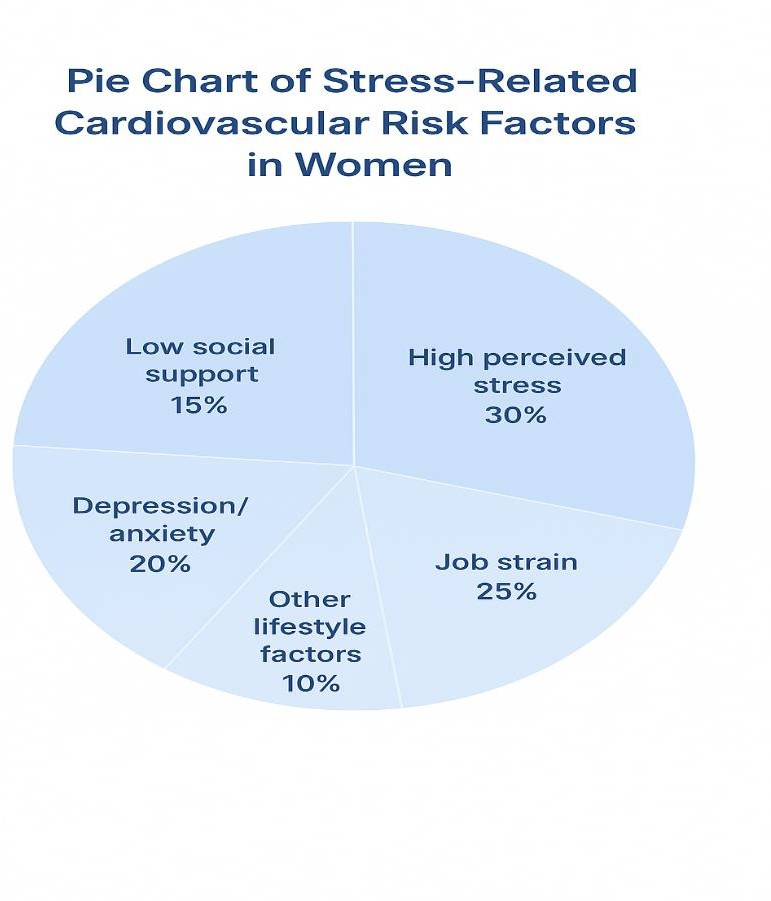 Pie Chart of Stress-Related
Cardiovascular Risk Factors
in Women
Low social
support
15%
High perceived
stress
30%
Depression/
anxiety
20%
Job strain
25%
Other
lifestyle
factors
10%